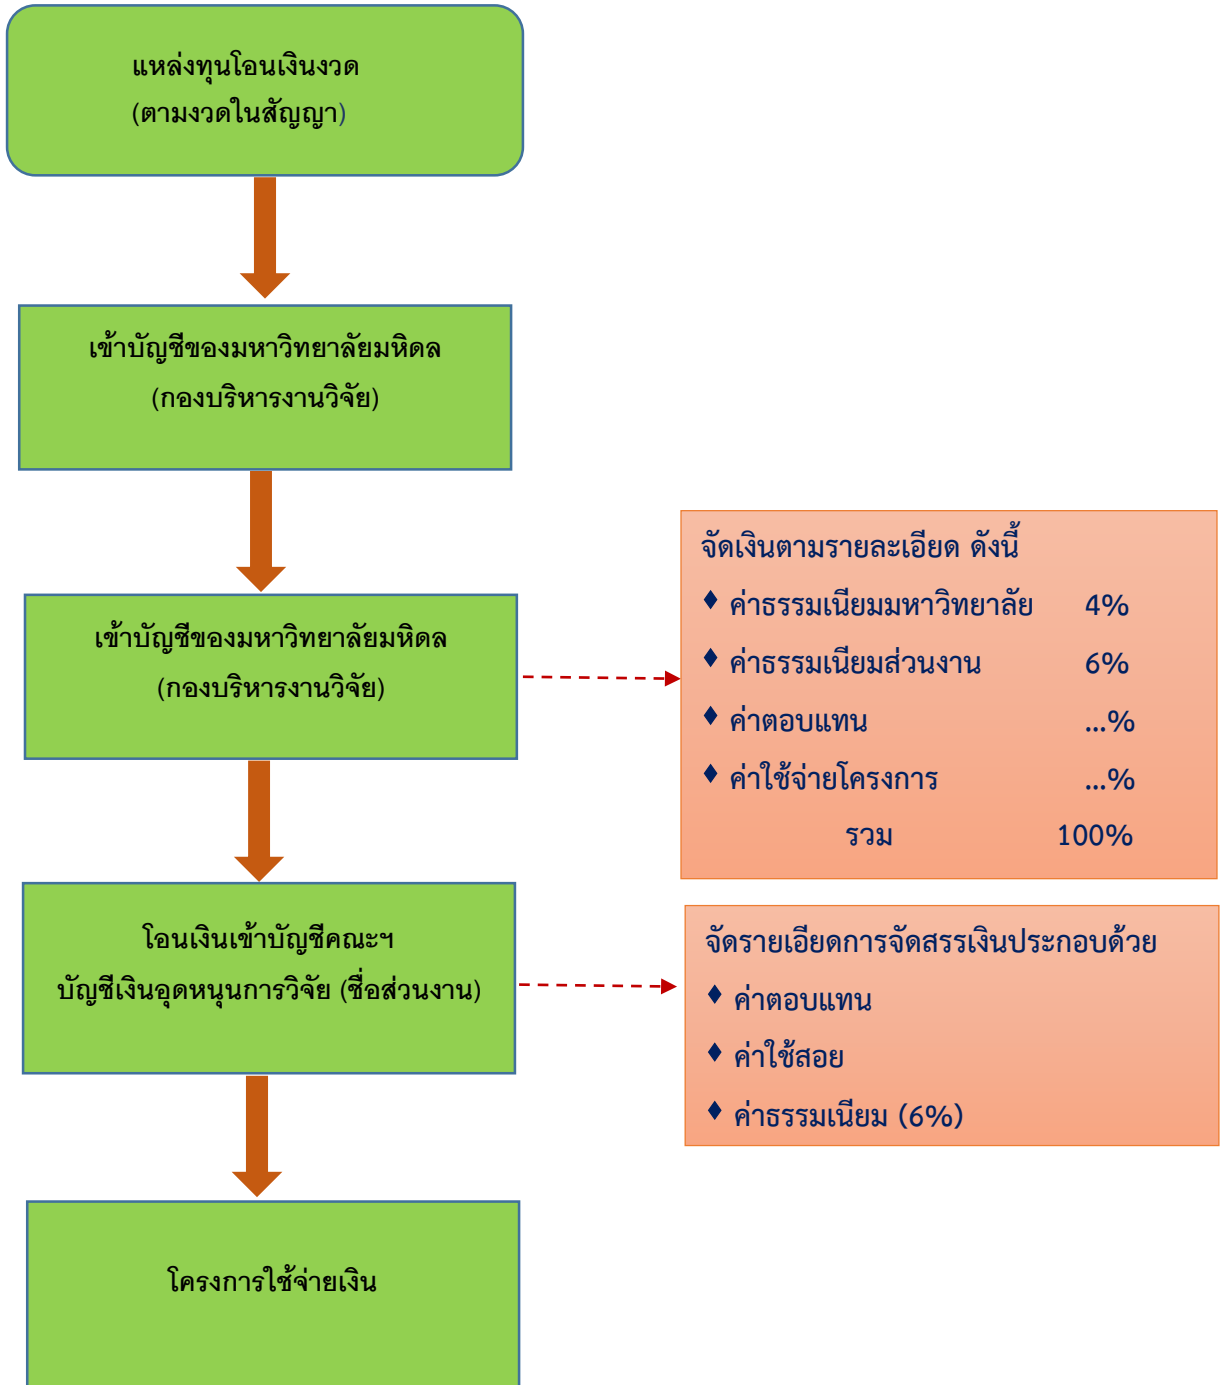 แหล่งทุนโอนเงินงวด
(ตามงวดในสัญญา)
เข้าบัญชีของมหาวิทยาลัยมหิดล
(กองบริหารงานวิจัย)
เข้าบัญชีของมหาวิทยาลัยมหิดล
(กองบริหารงานวิจัย)
จัดเงินตามรายละเอียด ดังนี้
♦ ค่าธรรมเนียมมหาวิทยาลัย 4%
♦ ค่าธรรมเนียมส่วนงาน 6%
♦ ค่าตอบแทน ...%
♦ ค่าใช้จ่ายโครงการ ...%
รวม 100%
โอนเงินเข้าบัญชีคณะฯ
บัญชีเงินอุดหนุนการวิจัย (ชื่อส่วนงาน)
จัดรายเอียดการจัดสรรเงินประกอบด้วย
♦ ค่าตอบแทน
♦ ค่าใช้สอย
♦ ค่าธรรมเนียม (6%)
โครงการใช้จ่ายเงิน